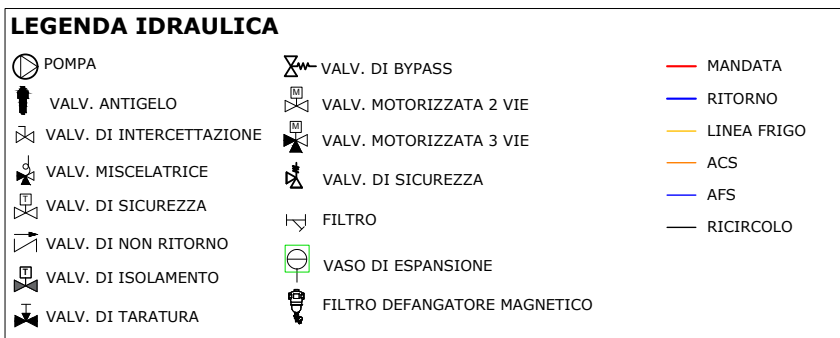 LEGENDA IDRAULICA
POMPA
VALV. ANTIGELO
VALV. DI INTERCETTAZIONE
VALV. MISCELATRICE
T
VALV. DI SICUREZZA
VALV. DI NON RITORNO
T
VALV. DI ISOLAMENTO
VALV. DI TARATURA
VALV. DI BYPASS
M
VALV. MOTORIZZATA 2 VIE
M
VALV. MOTORIZZATA 3 VIE
VALV. DI SICUREZZA
FILTRO
VASO DI ESPANSIONE
FILTRO DEFANGATORE MAGNETICO
MANDATA
RITORNO
LINEA FRIGO
ACS
AFS
RICIRCOLO